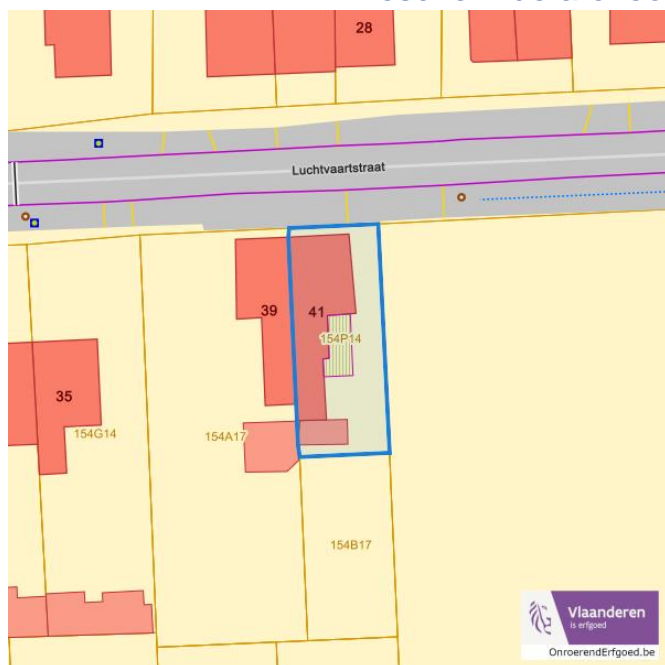 28
Luchtvaartstraat
39
41
154P14
35
154G14
154A17
154B17
Vlaanderen
is erfgoed
OnroerendErfgoed.be